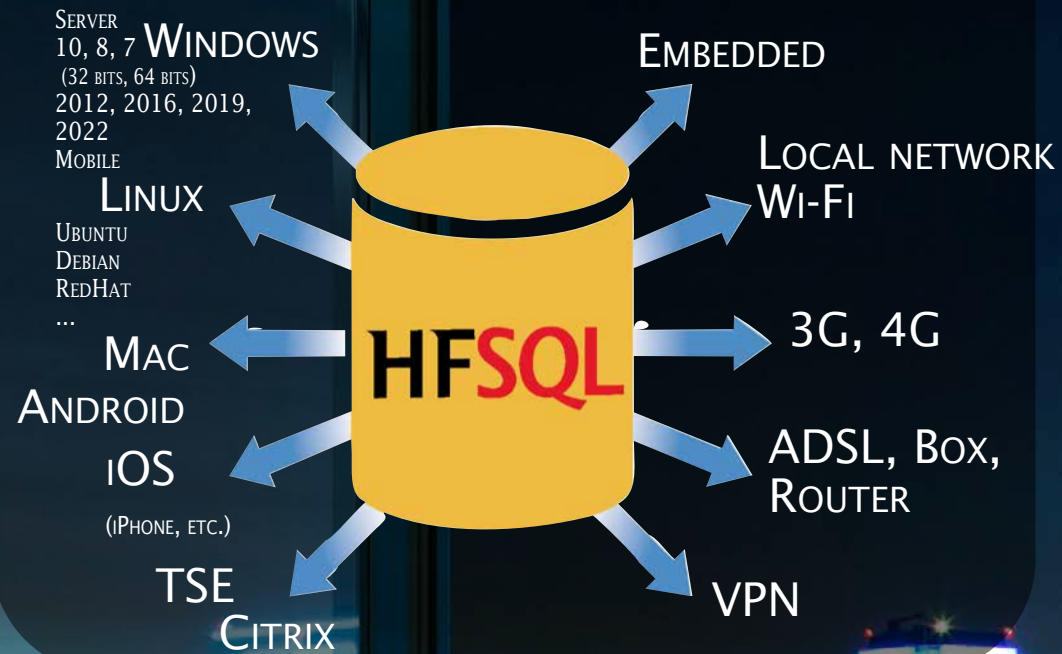 Server
10, 8, 7 Windows
(32 bits, 64 bits)
2012, 2016, 2019,
2022
Mobile
Linux
Ubuntu
Debian
RedHat
...
Mac
Android
iOS
(iPhone, etc.)
TSE
Citrix
HFSQL
Embedded
Local network
Wi-Fi
3G, 4G
ADSL, Box,
Router
VPN